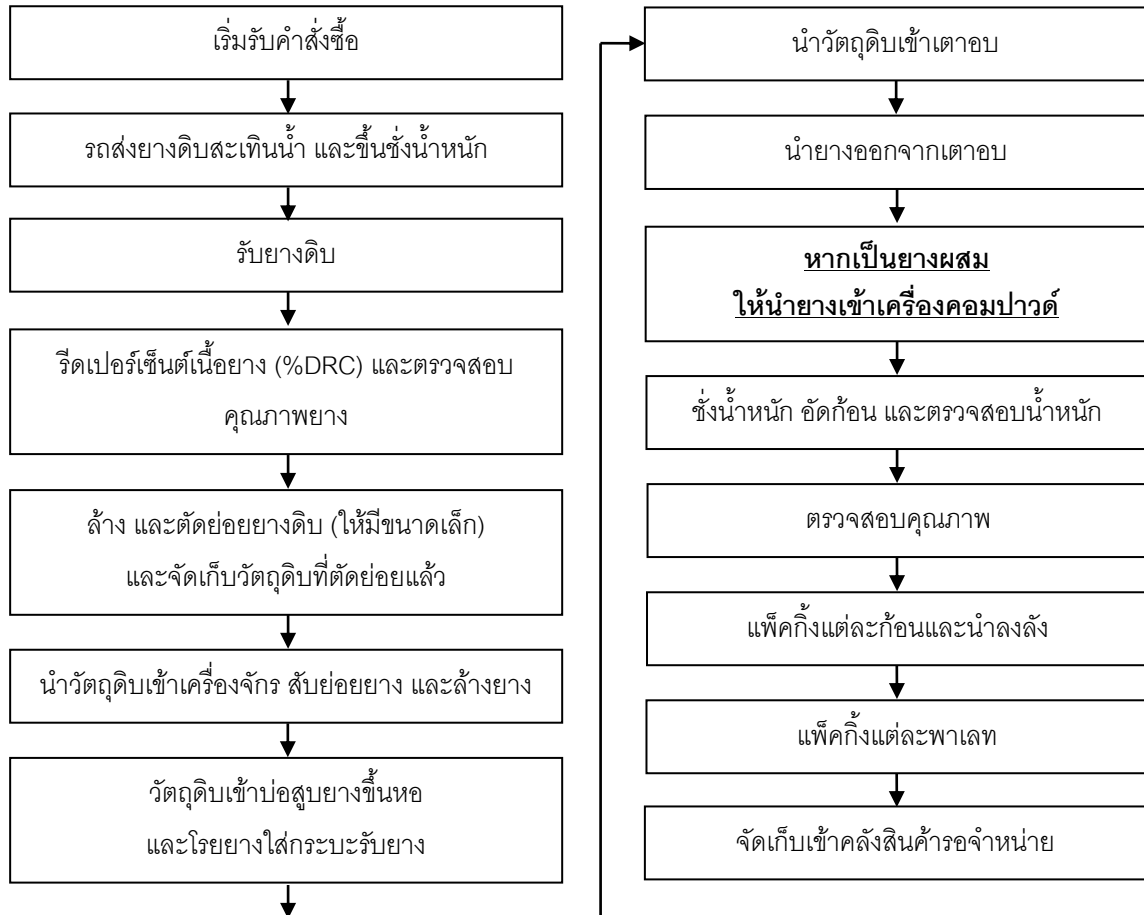 เริ่มรับคำสั่งซื้อ
รถส่งยางดิบสะเทินน้ำ และขึ้นชั่งน้ำหนัก
รับยางดิบ
รีดเปอร์เซ็นต์เนื้อยาง (%DRC) และตรวจสอบ
คุณภาพยาง
ล้าง และตัดย่อยยางดิบ (ให้มีขนาดเล็ก)
และจัดเก็บวัตถุดิบที่ตัดย่อยแล้ว
นำวัตถุดิบเข้าเครื่องจักร สับย่อยยาง และล้างยาง
วัตถุดิบเข้าบ่อสูบยางขึ้นหอ
และโรยยางใส่กระบะรับยาง
นำวัตถุดิบเข้าเตาอบ
นำยางออกจากเตาอบ
หากเป็นยางผสม
ให้นำยางเข้าเครื่องคอมปาวด์
ชั่งน้ำหนัก อัดก้อน และตรวจสอบน้ำหนัก
ตรวจสอบคุณภาพ
แพ็คกิ้งแต่ละก้อนและนำลงลัง
แพ็คกิ้งแต่ละพาเลท
จัดเก็บเข้าคลังสินค้ารอจำหน่าย